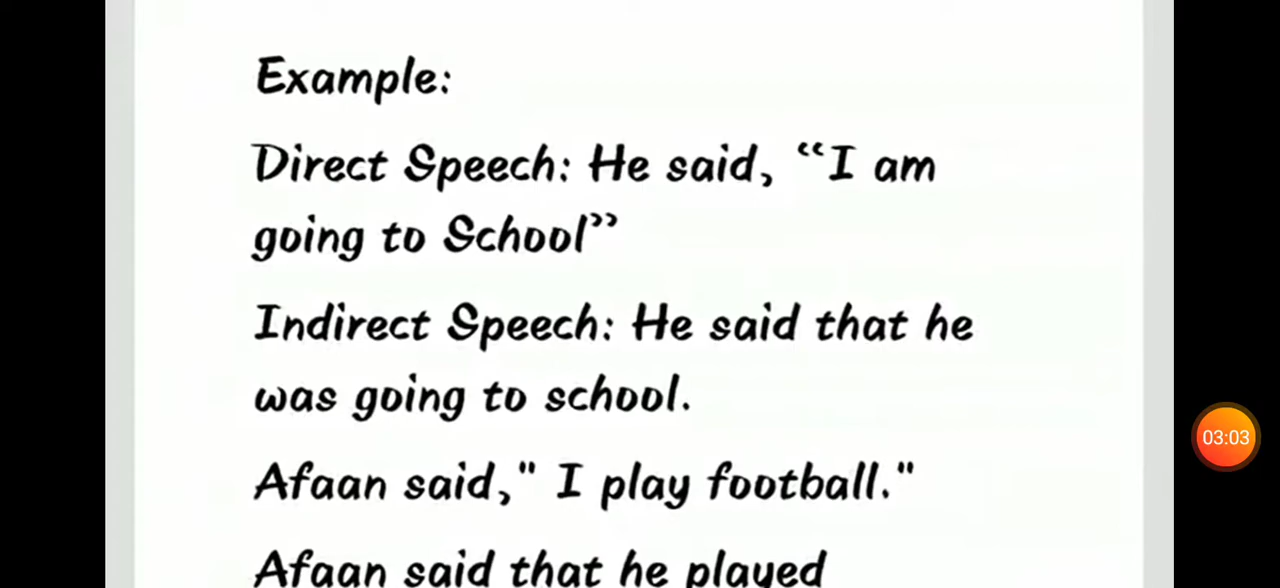 Example:
Direct Speech: He said, “I am
going to School”
Indirect Speech: He said that he
was going to school.
Afaan said," I play football."
Afaan said that he played
03:03